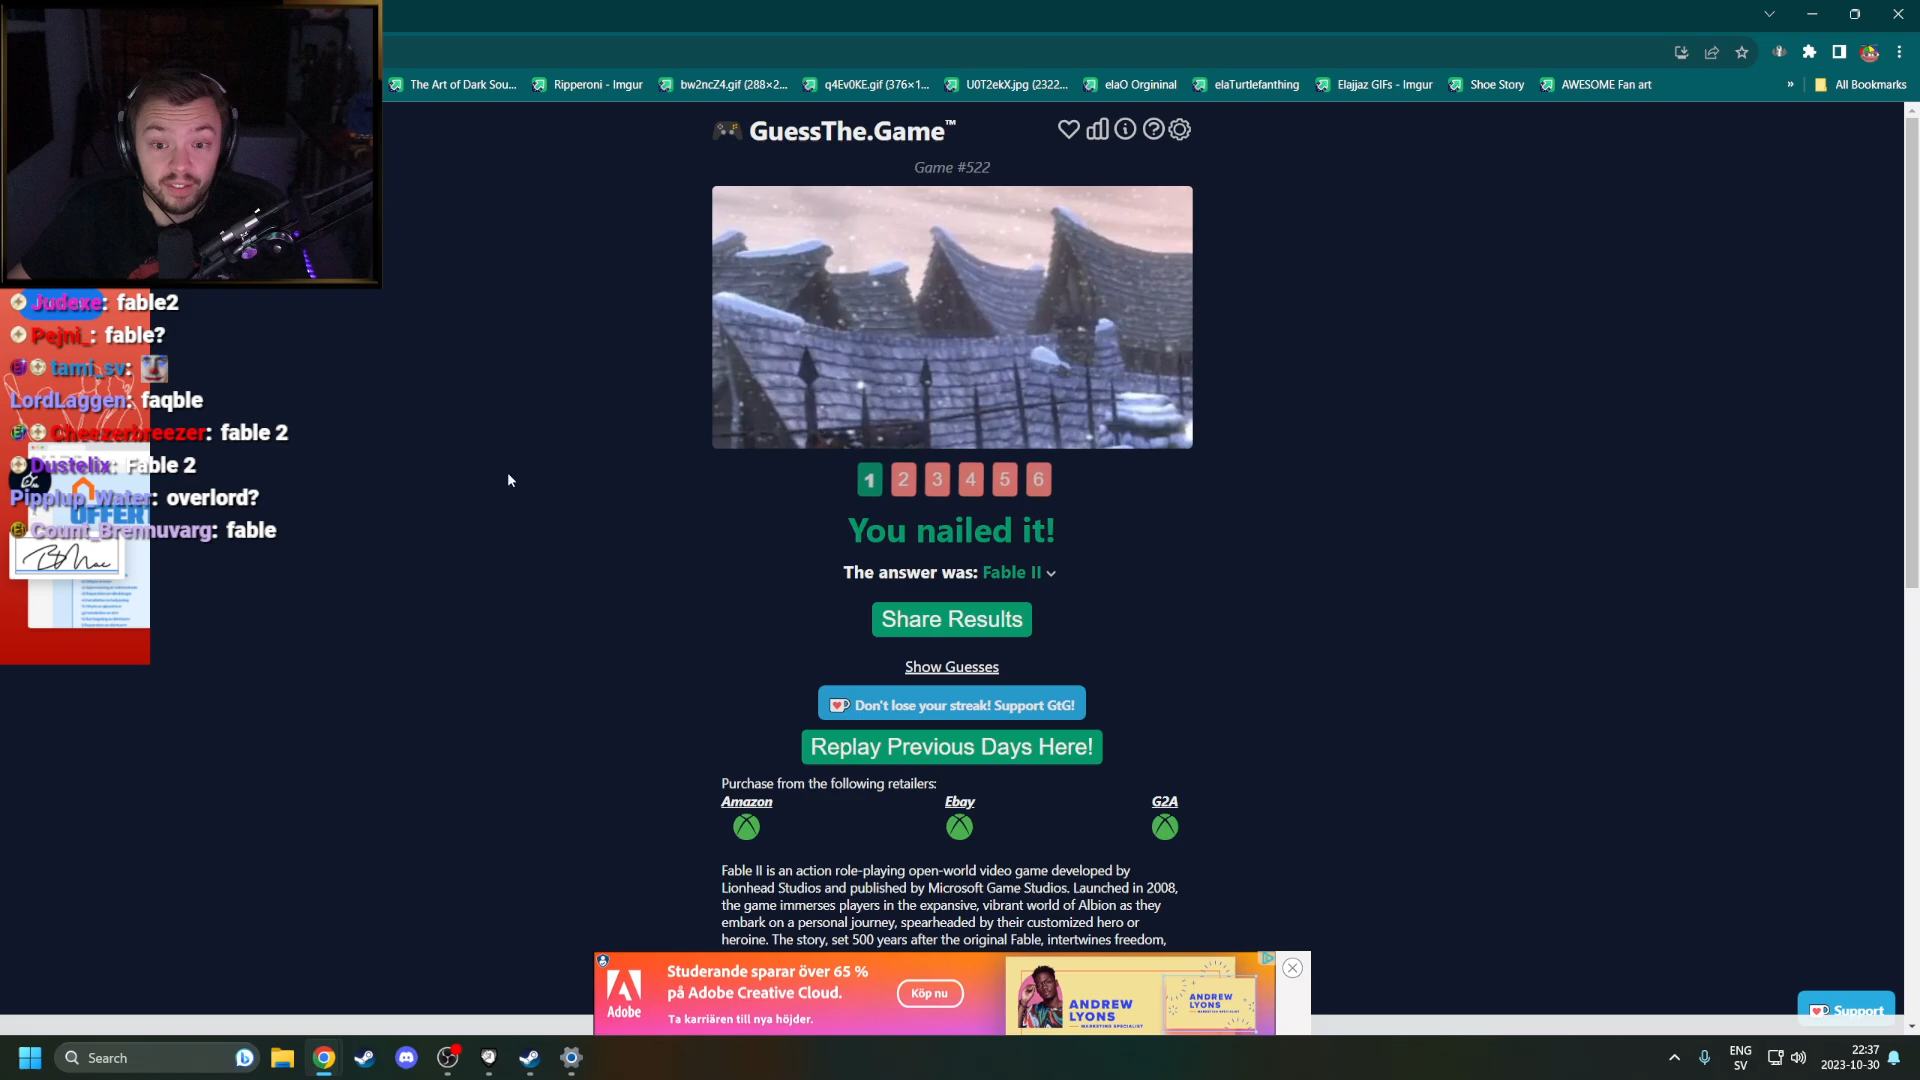 The Art of Dark Sou...
Ripperoni - Imgur
bw2ncZ4.gif (288×2...
q4Ev0KE.gif (376×1...
U0T2ekX.jpg (2322...
elaO Orgininal
elaTurtlefanthing
Elajjaz GIFs - Imgur
Shoe Story
AWESOME Fan art
»
All Bookmarks
GuessThe.Game™
Game #522
Judexe: fable2
Pejni_: fable?
tami_sv:
LordLaggen: faqble
Cheezerbreezer: fable 2
Dustelix: Fable 2
Pipplup_Water: overlord?
Count_Brennuvarg: fable
OFFER
1 2 3 4 5 6
You nailed it!
The answer was: Fable II
Share Results
Show Guesses
Don't lose your streak! Support GtG!
Replay Previous Days Here!
Purchase from the following retailers:
Amazon Ebay G2A
Fable II is an action role-playing open-world video game developed by
Lionhead Studios and published by Microsoft Game Studios. Launched in 2008,
the game immerses players in the expansive, vibrant world of Albion as they
embark on a personal journey, spearheaded by their customized hero or
heroine. The story, set 500 years after the original Fable, intertwines freedom,
Adobe
Studerande sparar över 65 %
på Adobe Creative Cloud.
Ta karriären till nya höjder.
Köp nu
ANDREW
LYONS
MARKETING SPECIALIST
ANDREW
LYONS
Support
Search
ENG
SV
22:37
2023-10-30